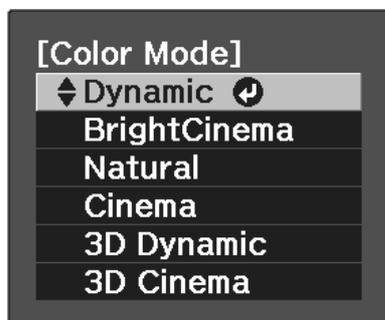 [Color Mode]
Dynamic
BrightCinema
Natural
Cinema
3D Dynamic
3D Cinema